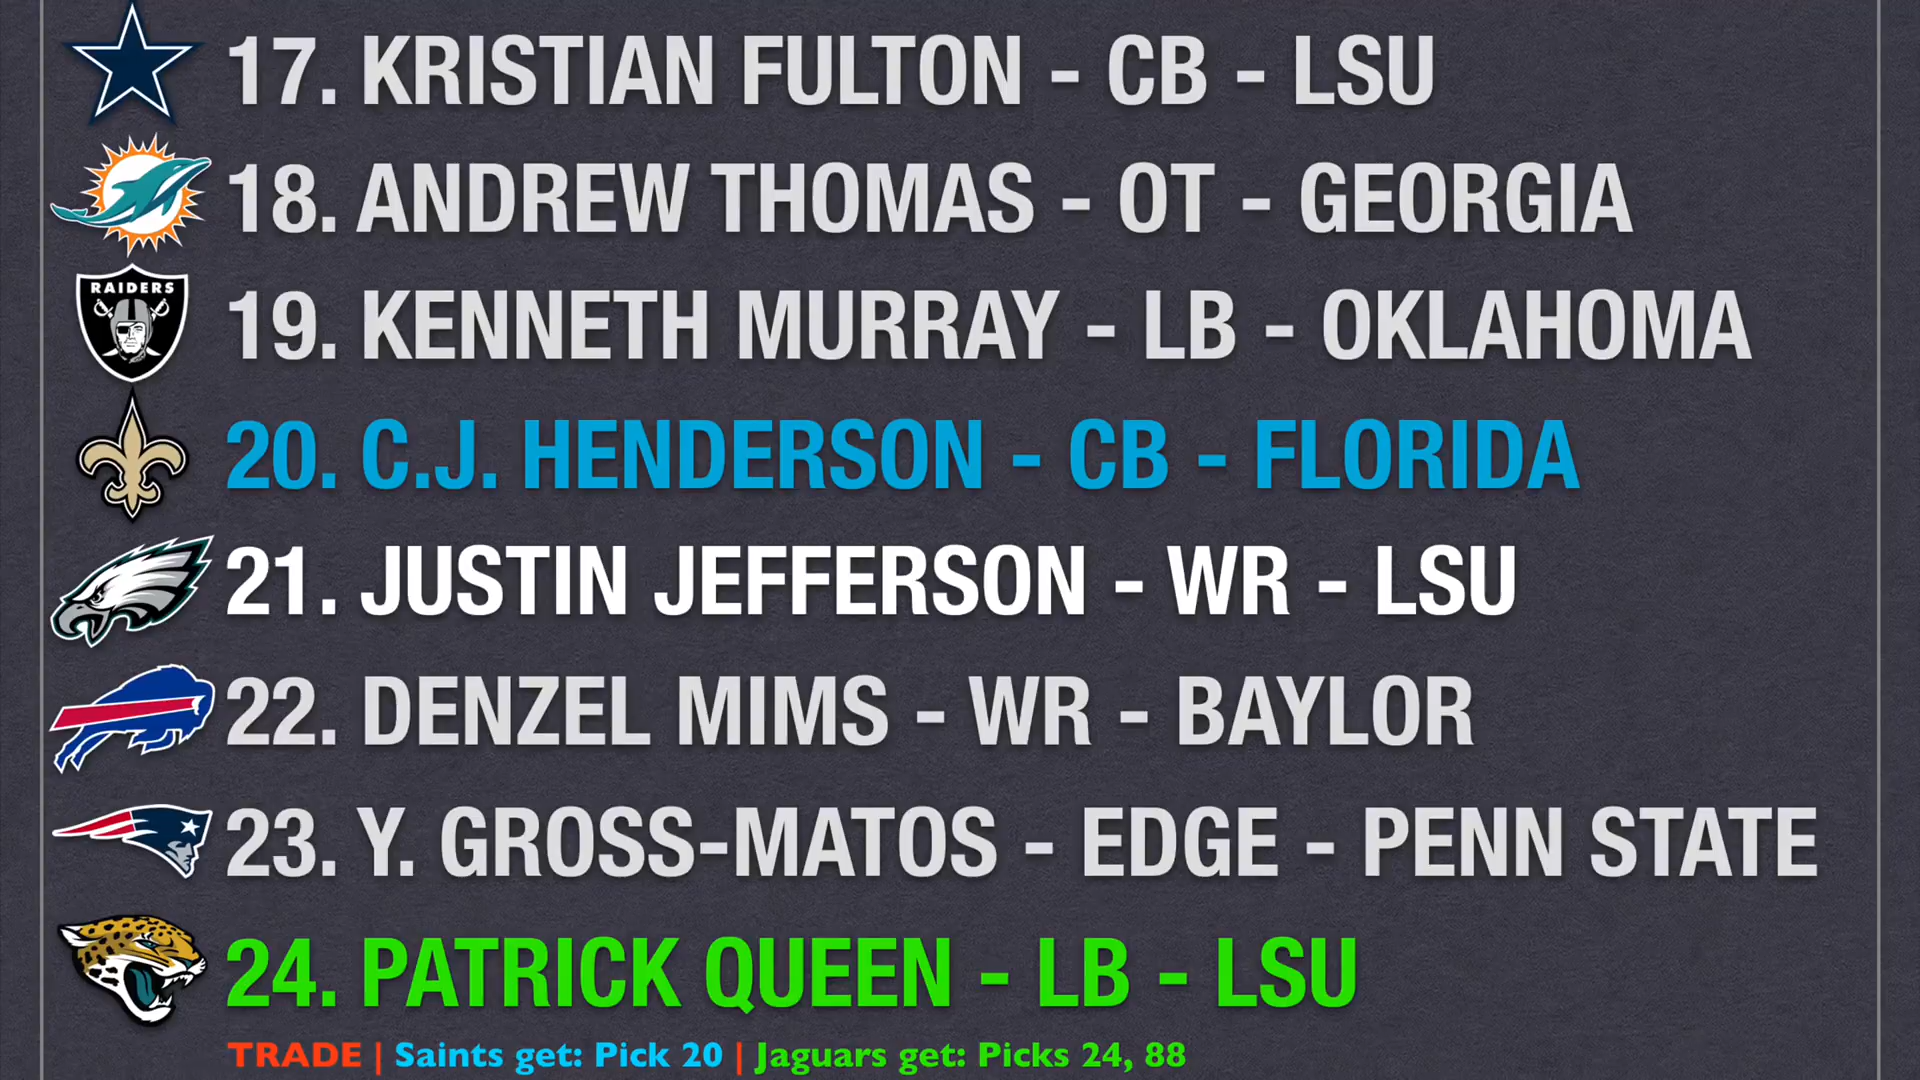 17. KRISTIAN FULTON - CB - LSU
18. ANDREW THOMAS - OT - GEORGIA
RAIDERS
19. KENNETH MURRAY - LB - OKLAHOMA
20. C.J. HENDERSON - CB - FLORIDA
21. JUSTIN JEFFERSON - WR - LSU
22. DENZEL MIMS - WR - BAYLOR
23. Y. GROSS-MATOS - EDGE - PENN STATE
24. PATRICK QUEEN - LB - LSU
TRADE | Saints get: Pick 20 | Jaguars get: Picks 24, 88